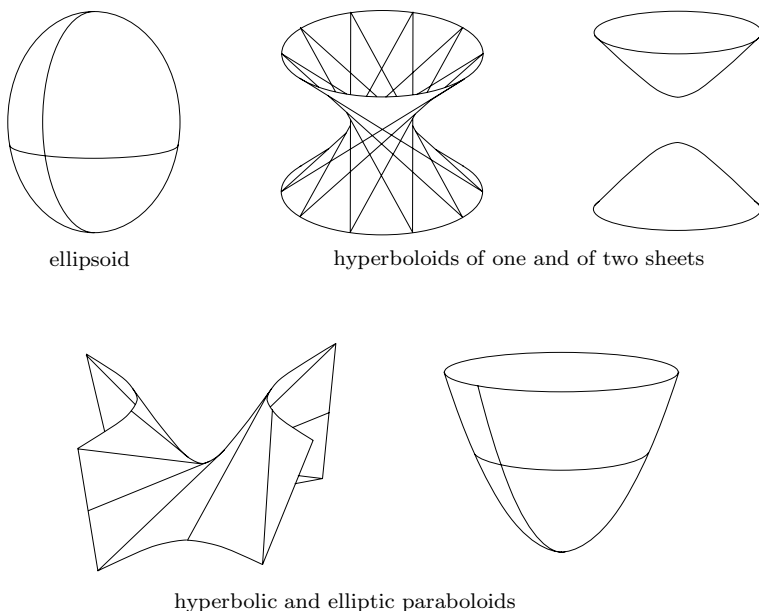 ellipsoid
hyperboloids of one and of two sheets
hyperbolic and elliptic paraboloids